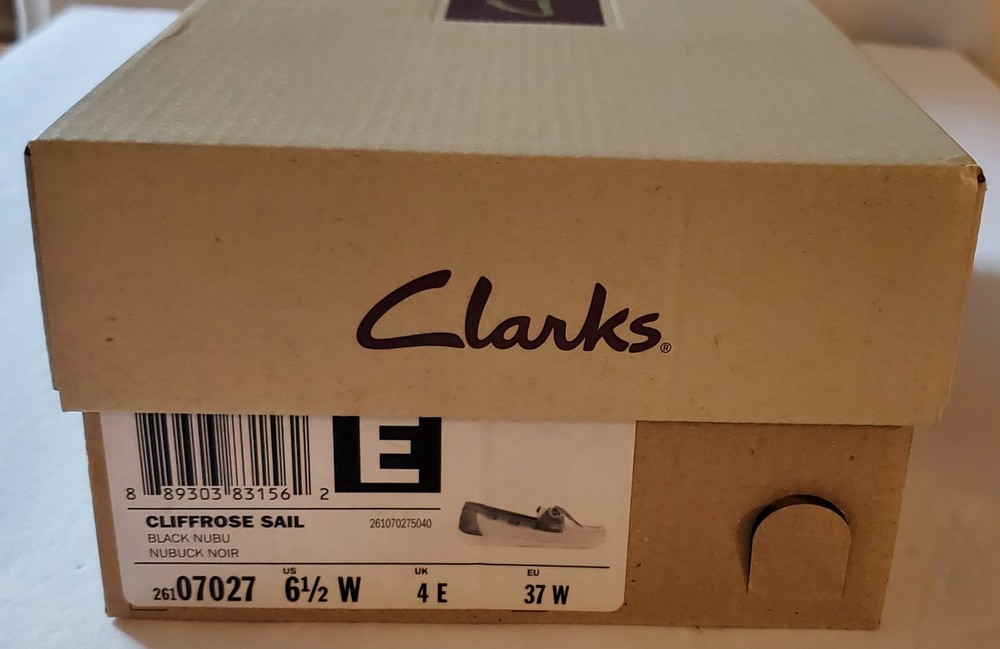 Clarks®
E
8 89303 83156 2
CLIFFROSE SAIL 261070275040
BLACK NUBU
NUBUCK NOIR
US UK EU
26107027 6½ W 4 E 37 W